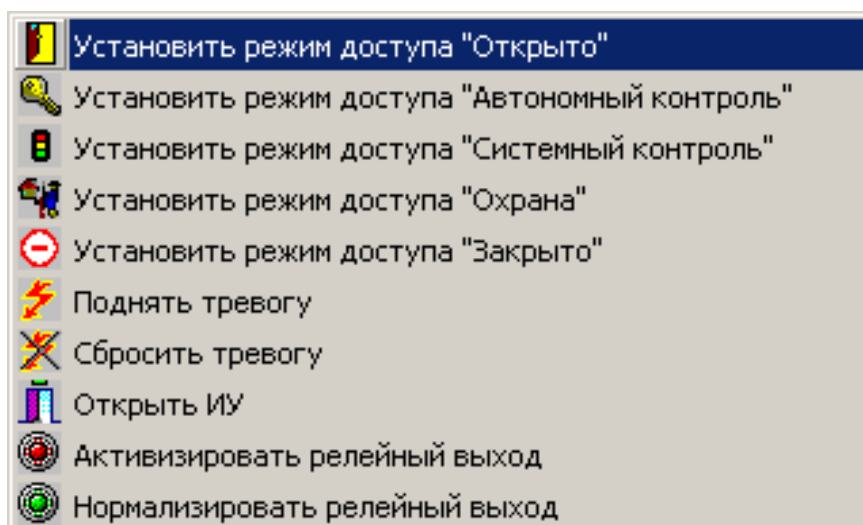 Установить режим доступа "Открыто"
Установить режим доступа "Автономный контроль"
Установить режим доступа "Системный контроль"
Установить режим доступа "Охрана"
Установить режим доступа "Закрыто"
Поднять тревогу
Сбросить тревогу
Открыть ИУ
Активизировать релейный выход
Нормализировать релейный выход